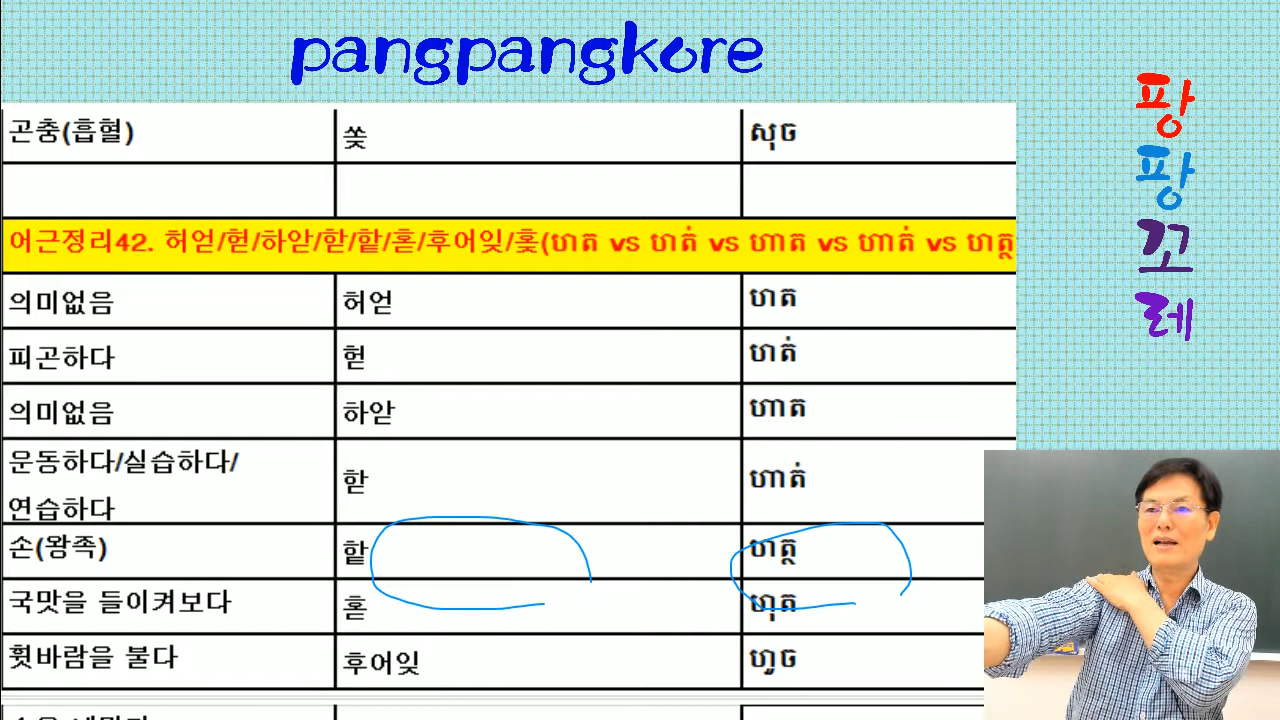 pangpangkore
팡
팡
꼬
레
곤충(흡혈)
쏯
សុច
어근정리42. 허얻/헏/하앋/핟/핱/혿/후어잊/훛(ហត vs ហត់ vs ហាត vs ហាត់ vs ហត្ថ
의미없음
허얻
ហត
피곤하다
헏
ហត់
의미없음
하앋
ហាត
운동하다/실습하다/
연습하다
핟
ហាត់
손(왕족)
핱
ហត្ថ
국맛을 들이켜보다
혿
ហុត
휫바람을 불다
후어잊
ហួច